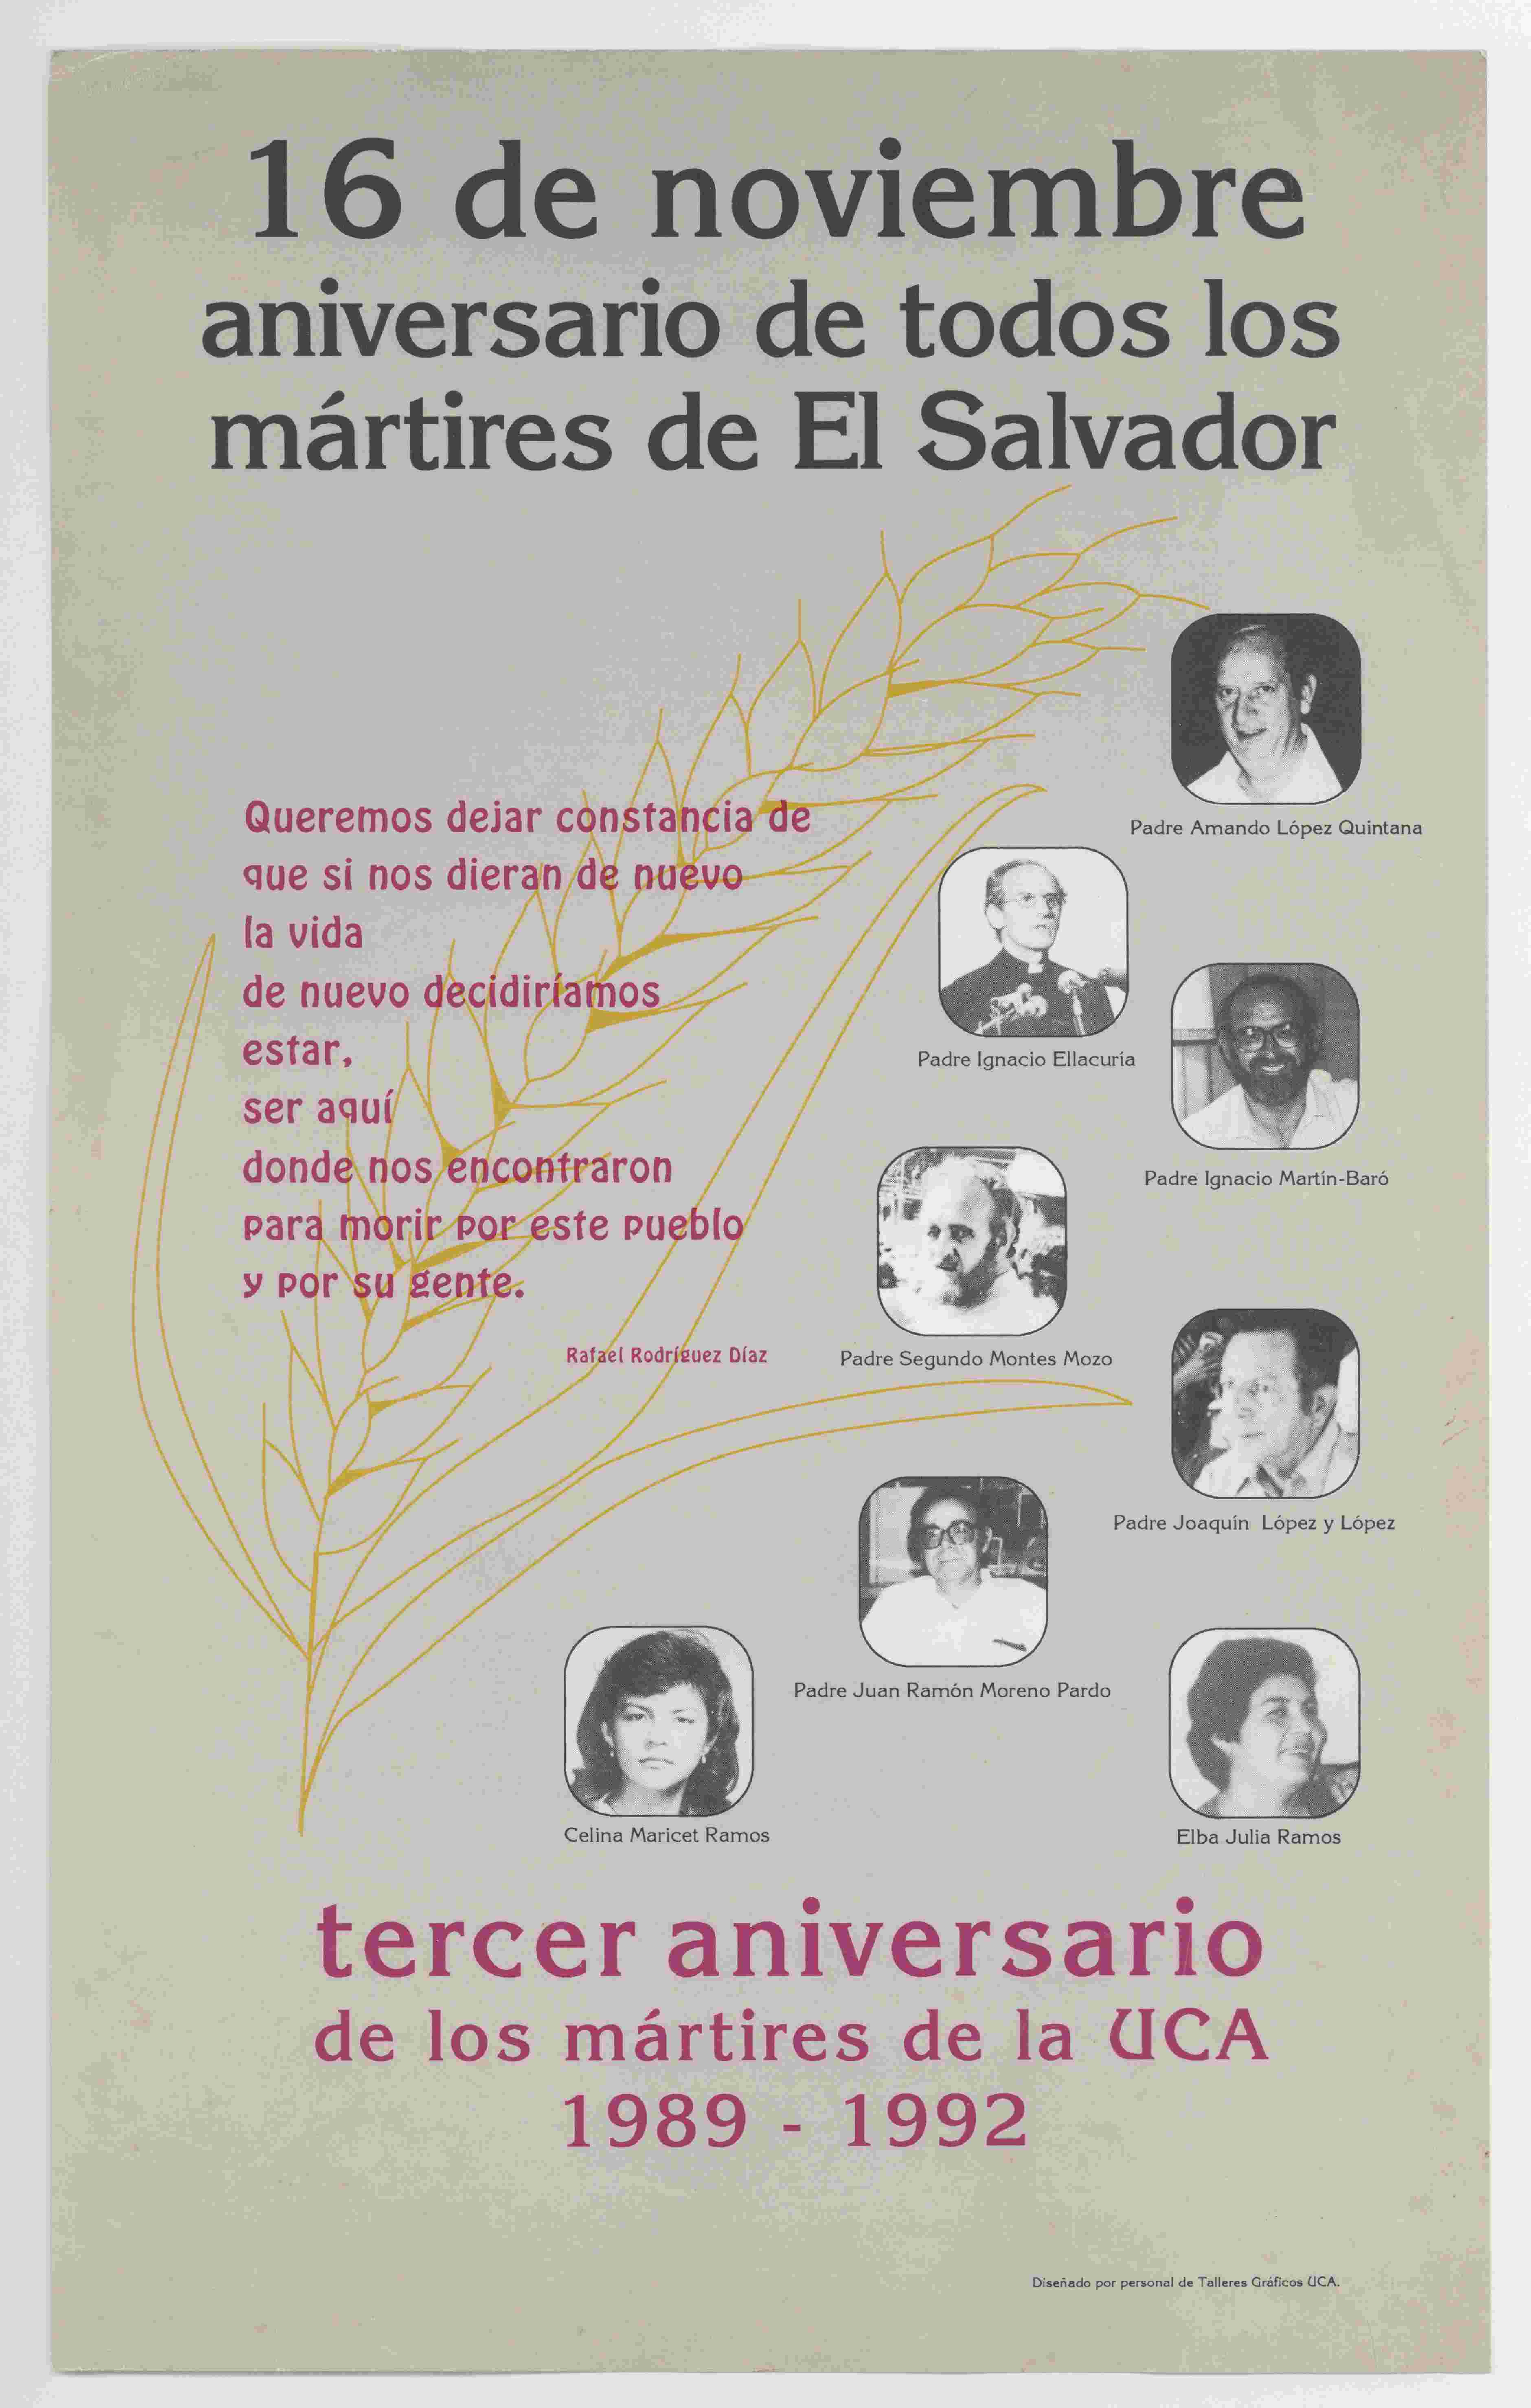 16 de noviembre
aniversario de todos los
mártires de El Salvador
Queremos dejar constancia de
que si nos dieran de nuevo
la vida
de nuevo decidiríamos
estar,
ser aquí
donde nos encontraron
para morir por este pueblo
y por su gente.
Rafael Rodríguez Díaz
Padre Amando López Quintana
Padre Ignacio Ellacuría
Padre Ignacio Martín-Baró
Padre Segundo Montes Mozo
Padre Joaquín López y López
Padre Juan Ramón Moreno Pardo
Celina Maricet Ramos
Elba Julia Ramos
tercer aniversario
de los mártires de la UCA
1989 - 1992
Diseñado por personal de Talleres Gráficos UCA.